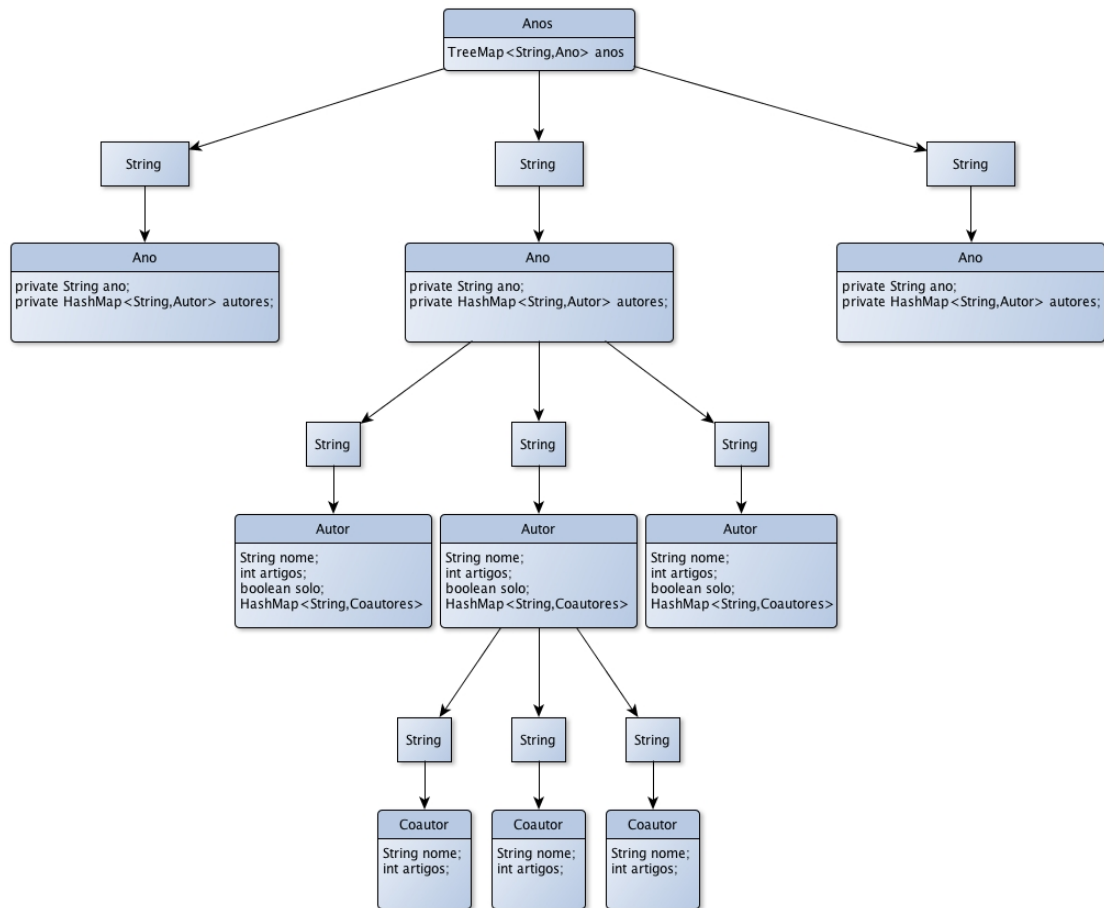 Anos
TreeMap<String,Ano> anos
String
String
String
Ano
private String ano;
private HashMap<String,Autor> autores;
Ano
private String ano;
private HashMap<String,Autor> autores;
Ano
private String ano;
private HashMap<String,Autor> autores;
String
String
String
Autor
String nome;
int artigos;
boolean solo;
HashMap<String,Coautores>
Autor
String nome;
int artigos;
boolean solo;
HashMap<String,Coautores>
Autor
String nome;
int artigos;
boolean solo;
HashMap<String,Coautores>
String
String
String
Coautor
String nome;
int artigos;
Coautor
String nome;
int artigos;
Coautor
String nome;
int artigos;